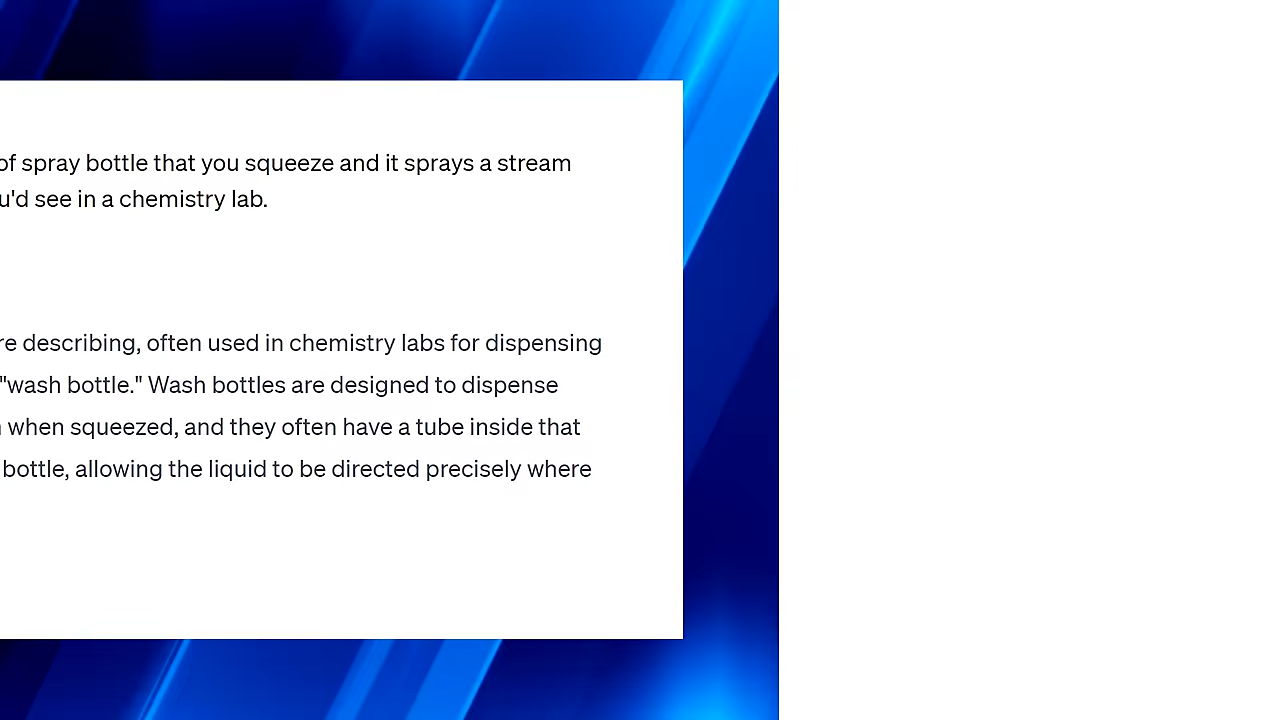 of spray bottle that you squeeze and it sprays a stream
u'd see in a chemistry lab.
re describing, often used in chemistry labs for dispensing
"wash bottle." Wash bottles are designed to dispense
when squeezed, and they often have a tube inside that
bottle, allowing the liquid to be directed precisely where